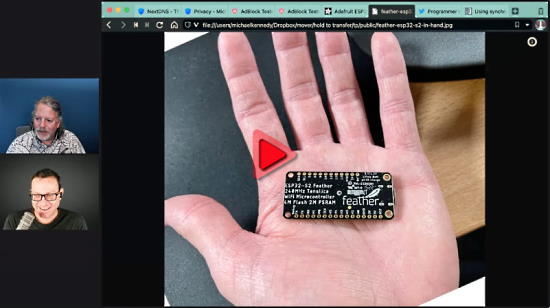 NextDNS - T
Privacy - Mic
AdBlock Test
AdBlock Test
Adafruit ESP
feather-esp3
Programmer
Using synchr
file:///Users/michaelkennedy/Dropbox/mover/hold to transfer/tp/public/feather-esp32-s2-in-hand.jpg
ESP32-S2 Feather
240MHz Tensilica
WiFi Microcontroller
4M Flash 2M PSRAM
feather